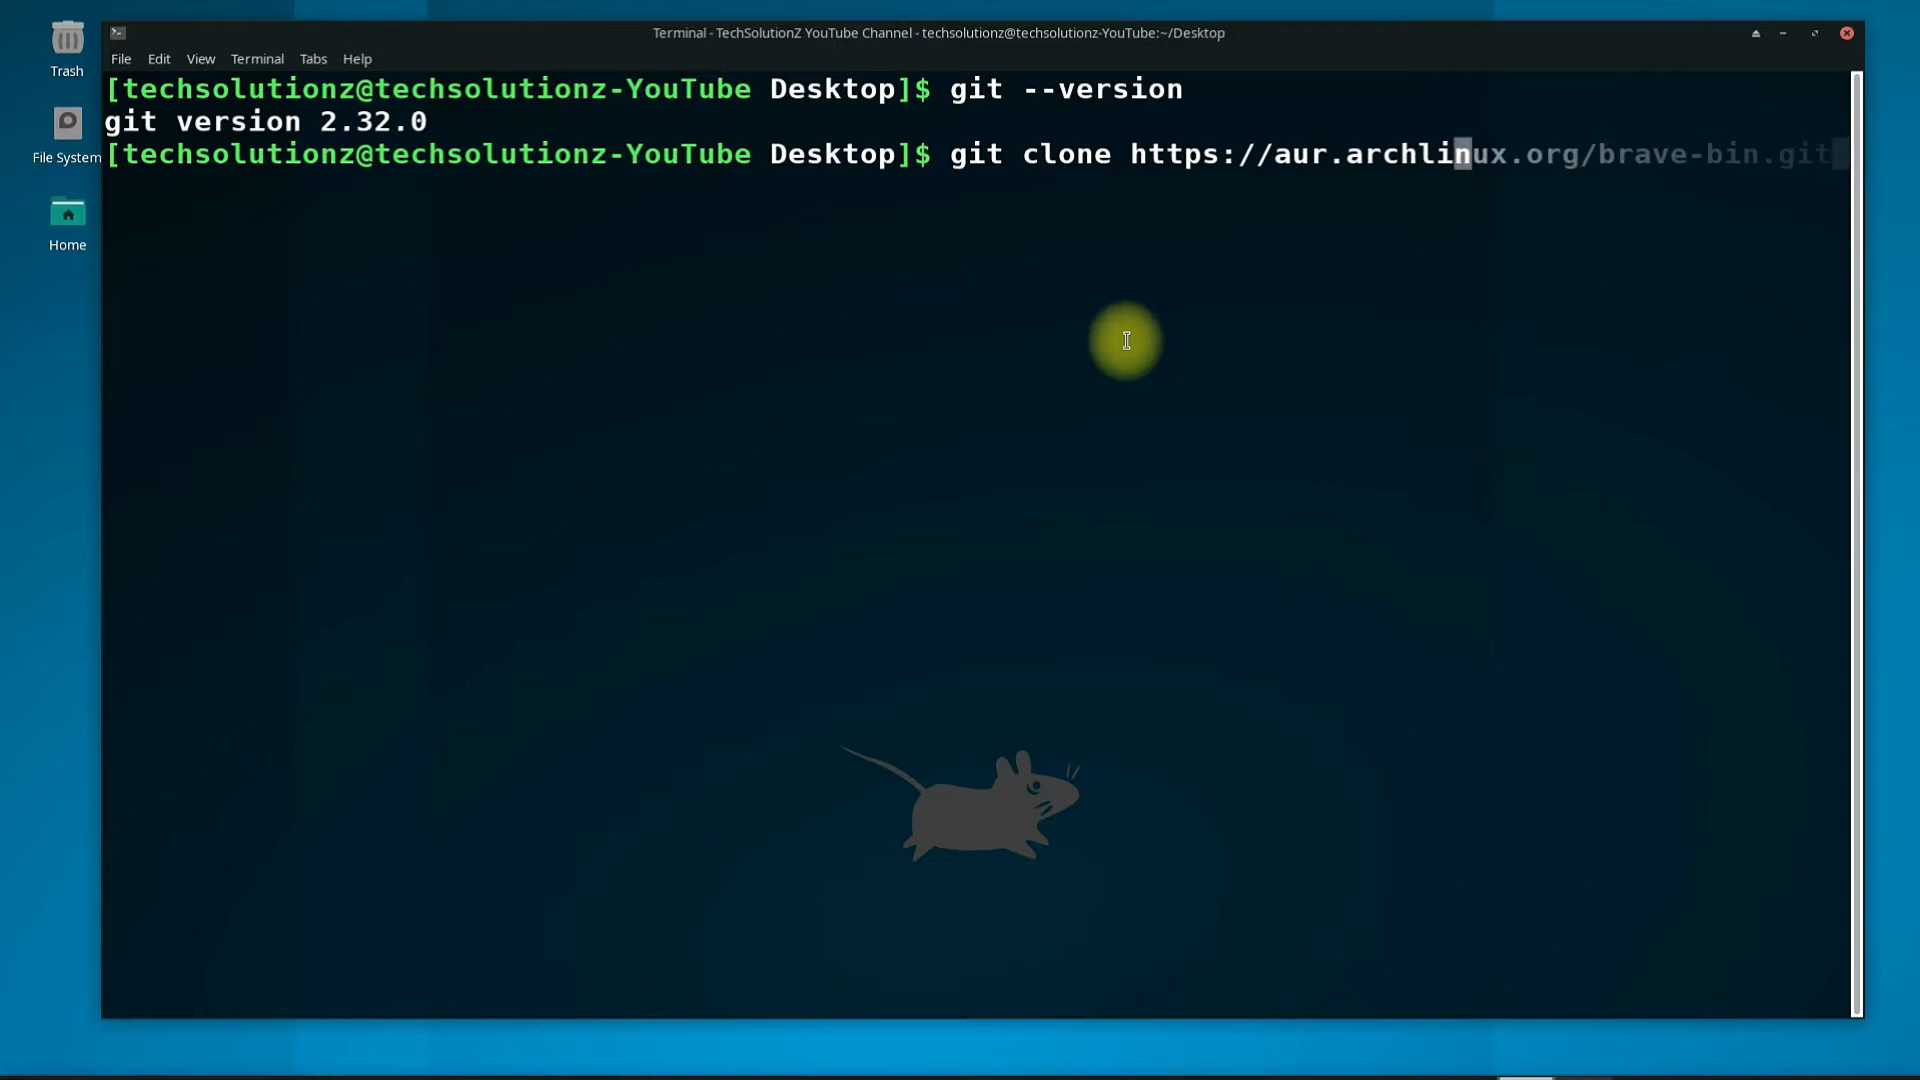 Terminal - TechSolutionZ YouTube Channel - techsolutionz@techsolutionz-YouTube:~/Desktop
File Edit View Terminal Tabs Help
[techsolutionz@techsolutionz-YouTube Desktop]$ git --version
git version 2.32.0
[techsolutionz@techsolutionz-YouTube Desktop]$ git clone https://aur.archlinux.org/brave-bin.git
Trash
File System
Home